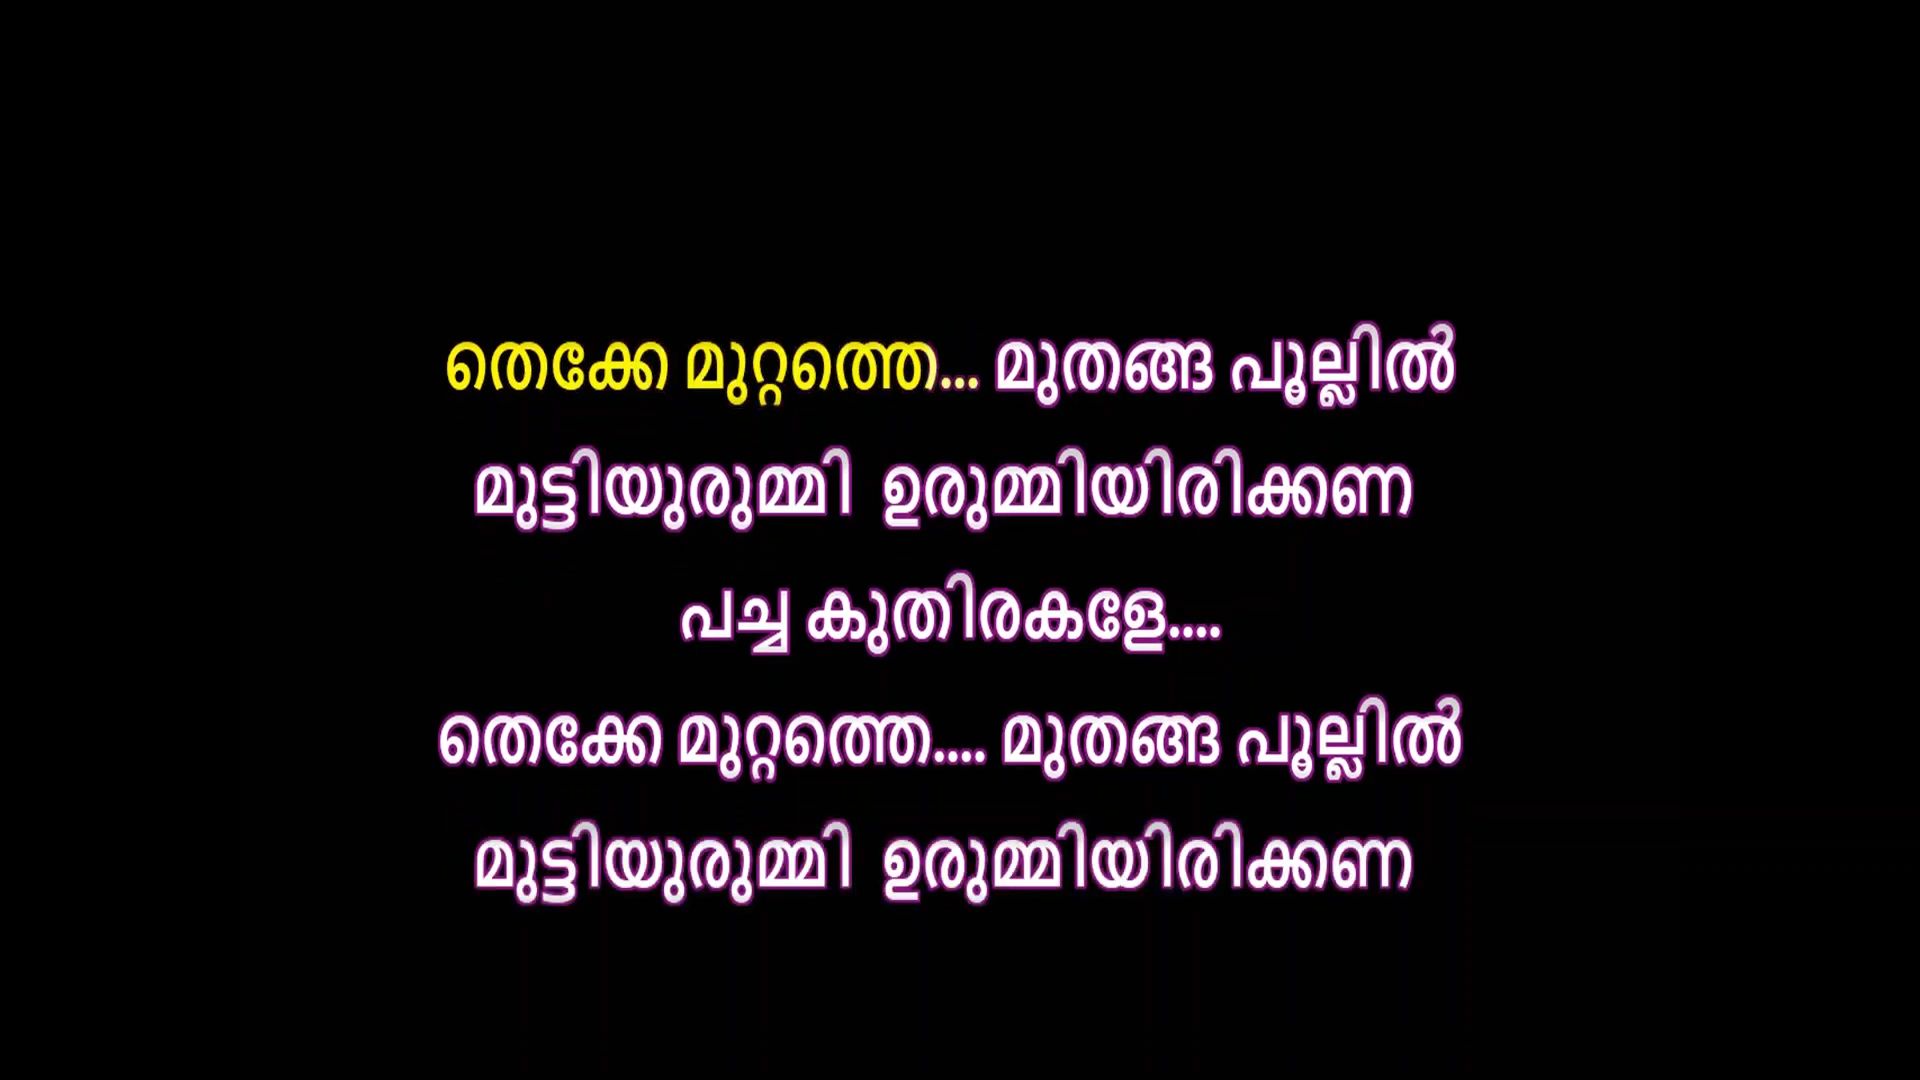 തെക്കേ മുറ്റത്തെ... മുതങ്ങ പൂല്ലിൽ
മുട്ടിയുരുമ്മി ഉരുമ്മിയിരിക്കണ
പച്ച കുതിരകളേ....
തെക്കേ മുറ്റത്തെ.... മുതങ്ങ പൂല്ലിൽ
മുട്ടിയുരുമ്മി ഉരുമ്മിയിരിക്കണ